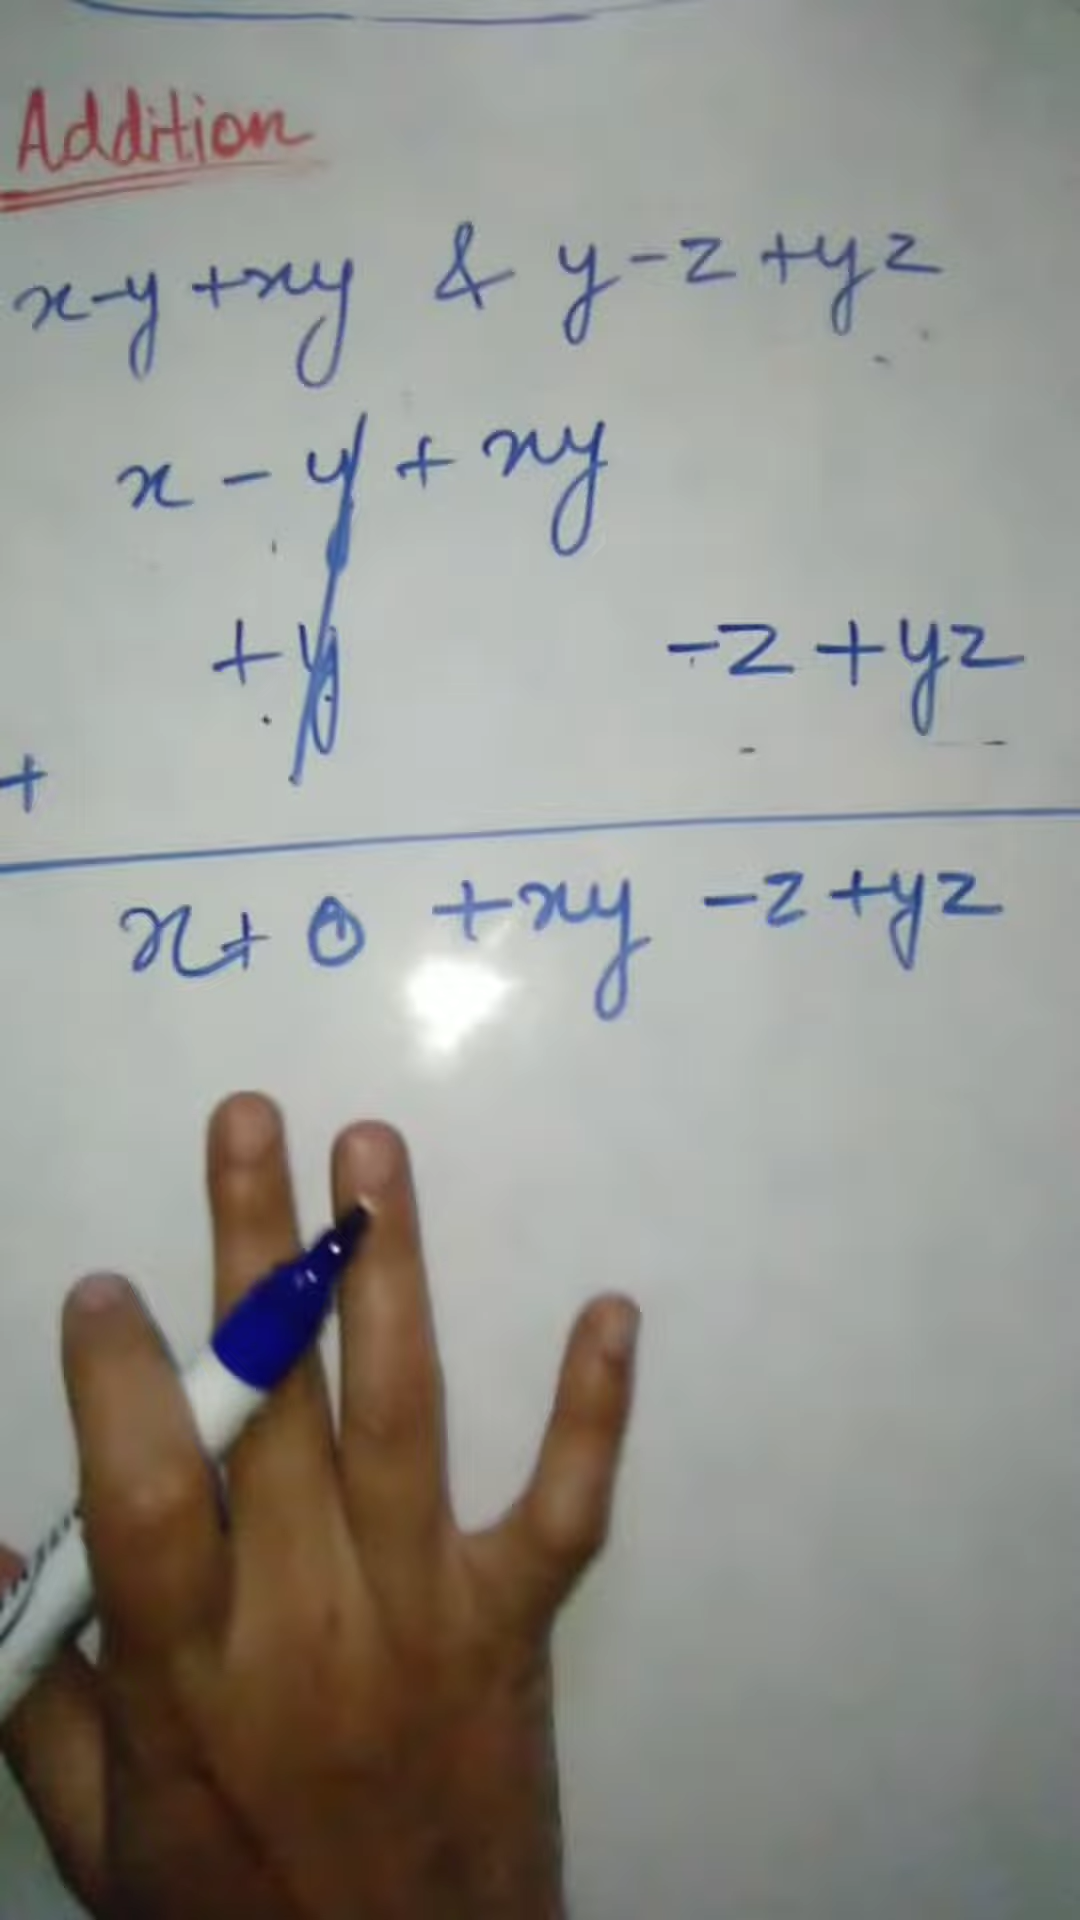 Addition
x-y+xy & y-z+yz
x - y + xy
+y -z+yz
+
x+ 0 +xy -z+yz